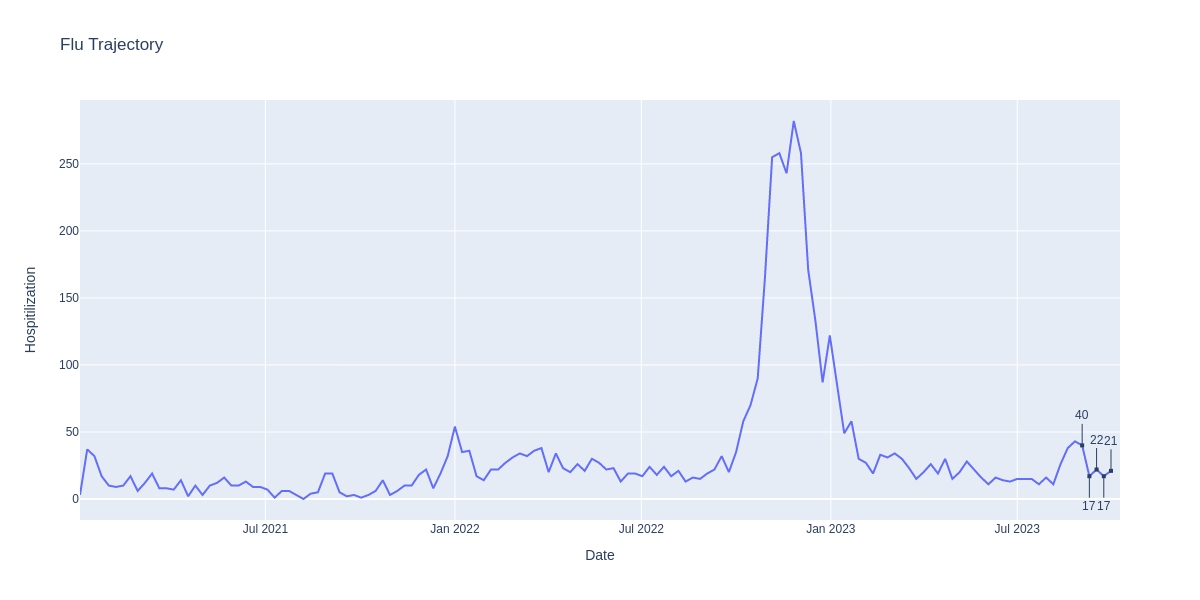 Flu Trajectory
Hospitilization
250
200
150
100
50
0
40
22
21
17
17
Jul 2021
Jan 2022
Jul 2022
Jan 2023
Jul 2023
Date